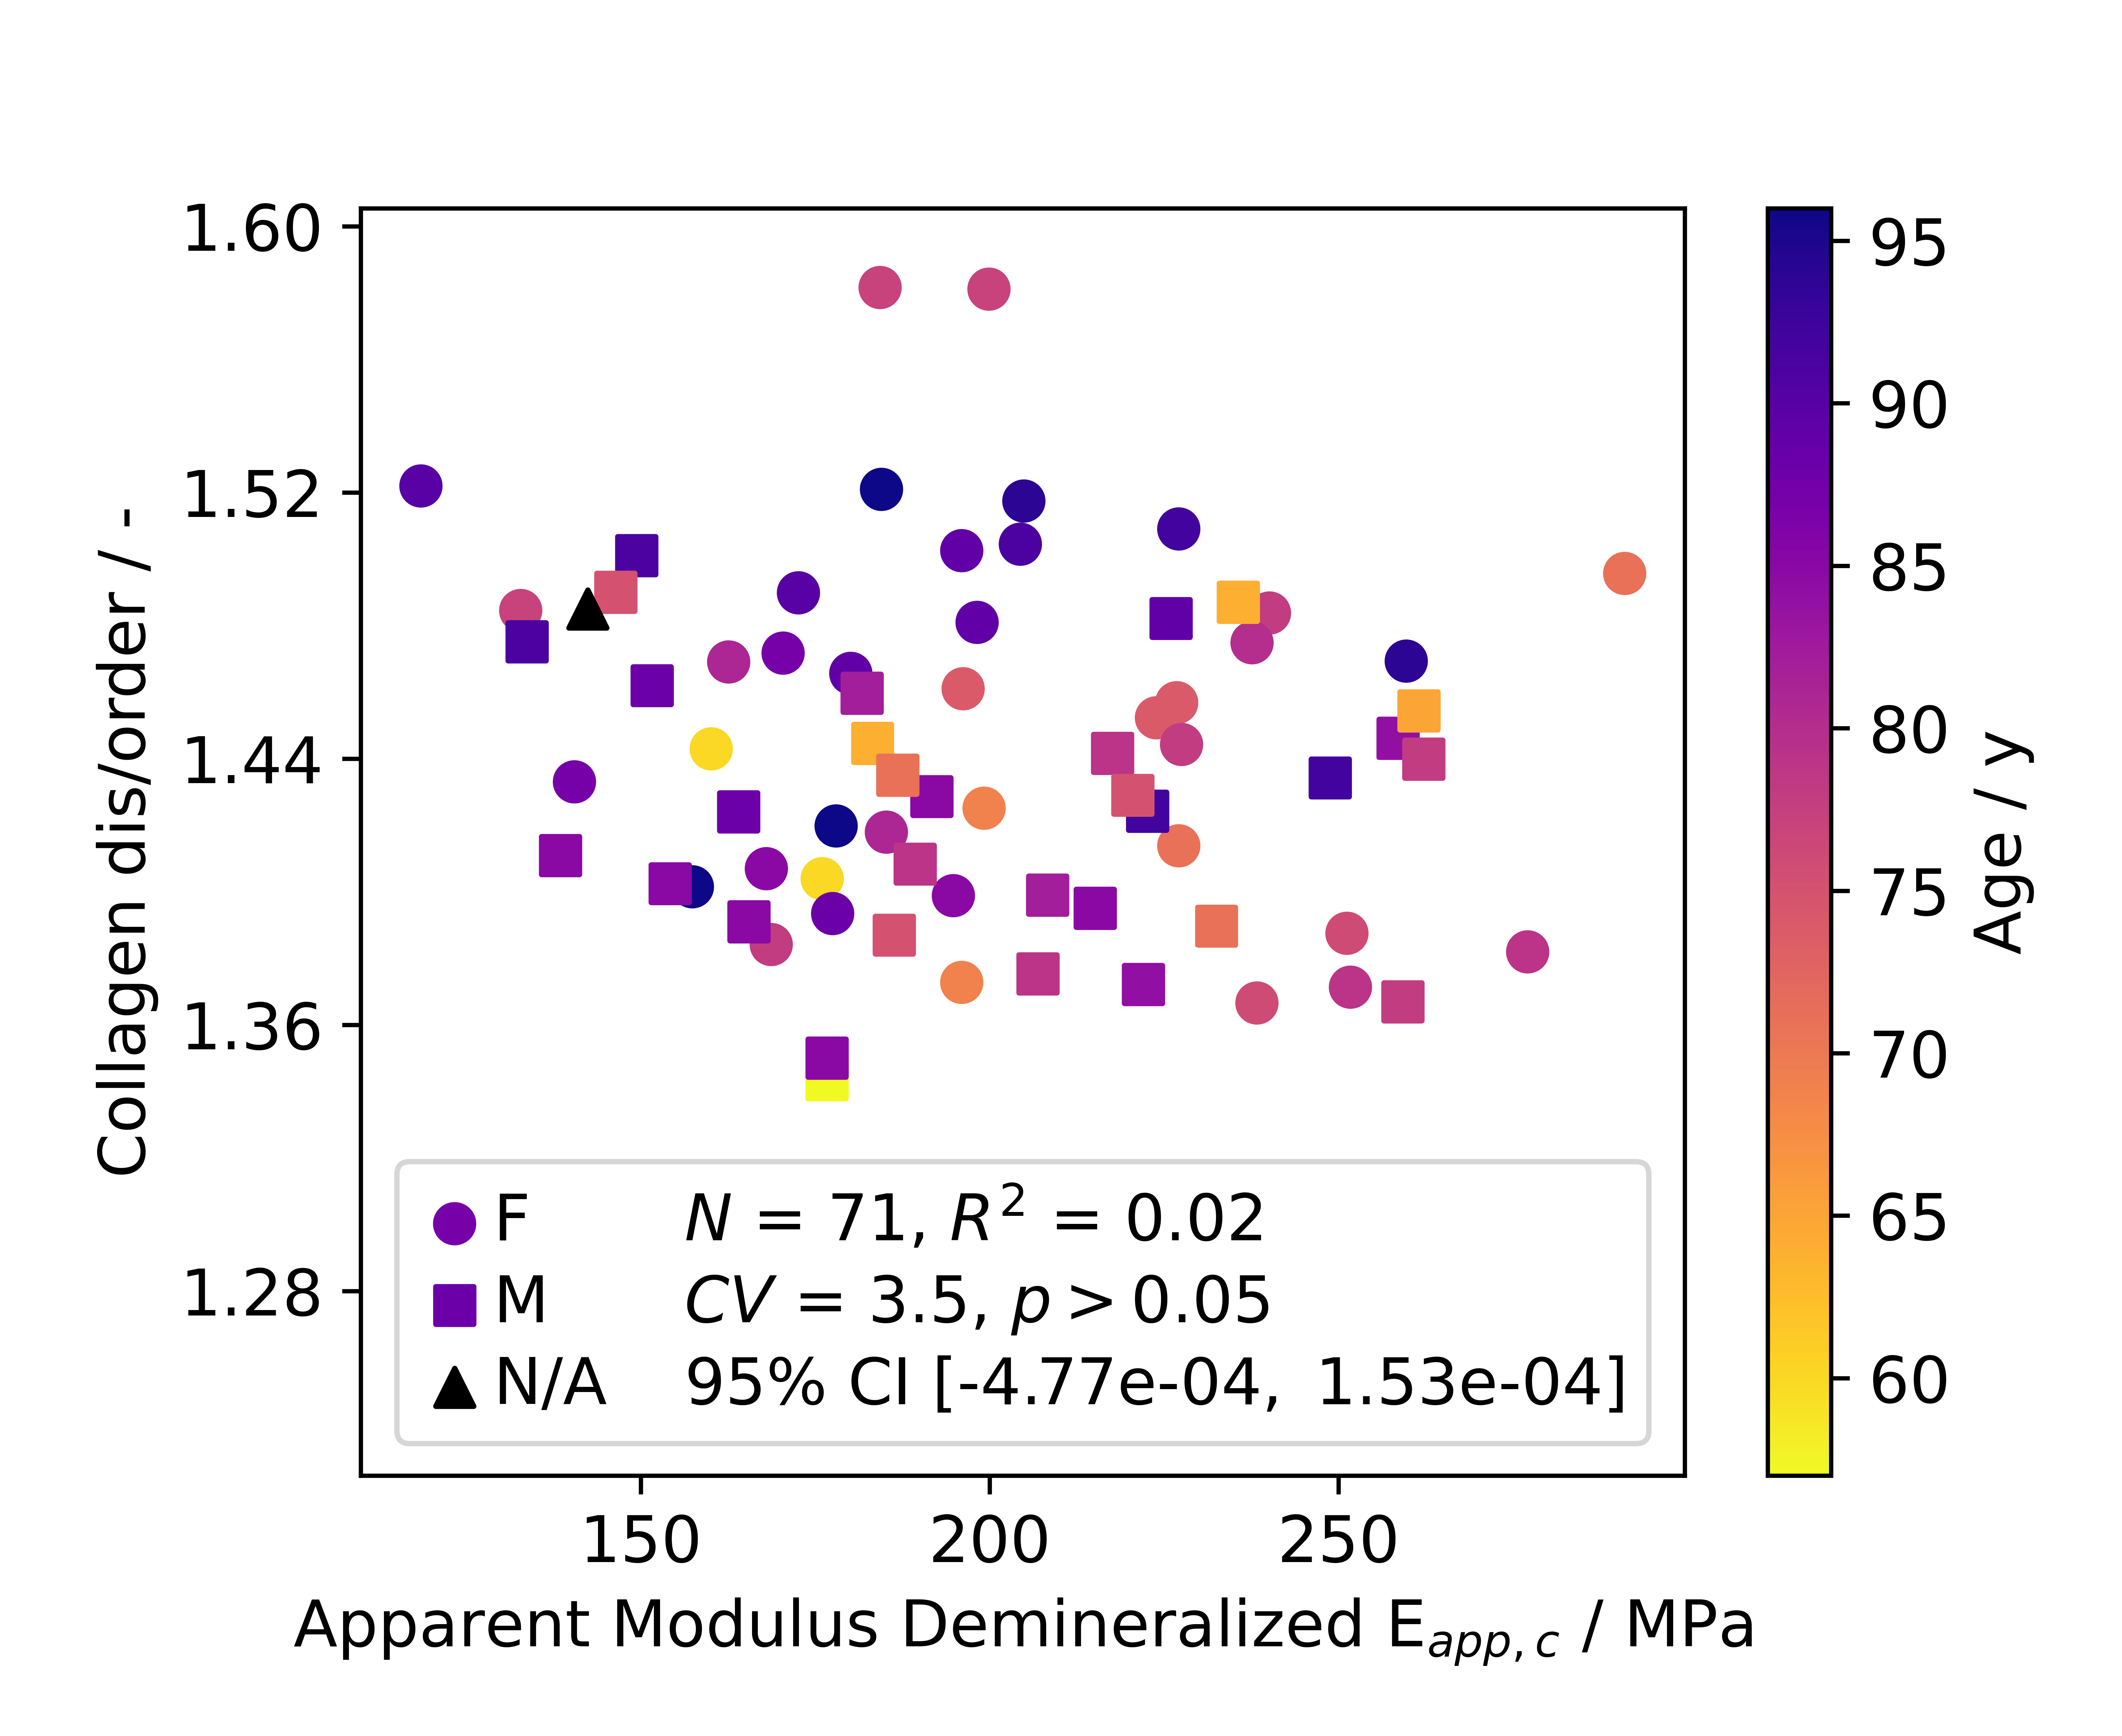 1.60
1.52
1.44
1.36
1.28
Collagen dis/order / -
F
M
N/A
N = 71, R² = 0.02
CV = 3.5, p > 0.05
95% CI [-4.77e-04, 1.53e-04]
150 200 250
Apparent Modulus Demineralized E_app, c / MPa
95
90
85
80
75
70
65
60
Age / y